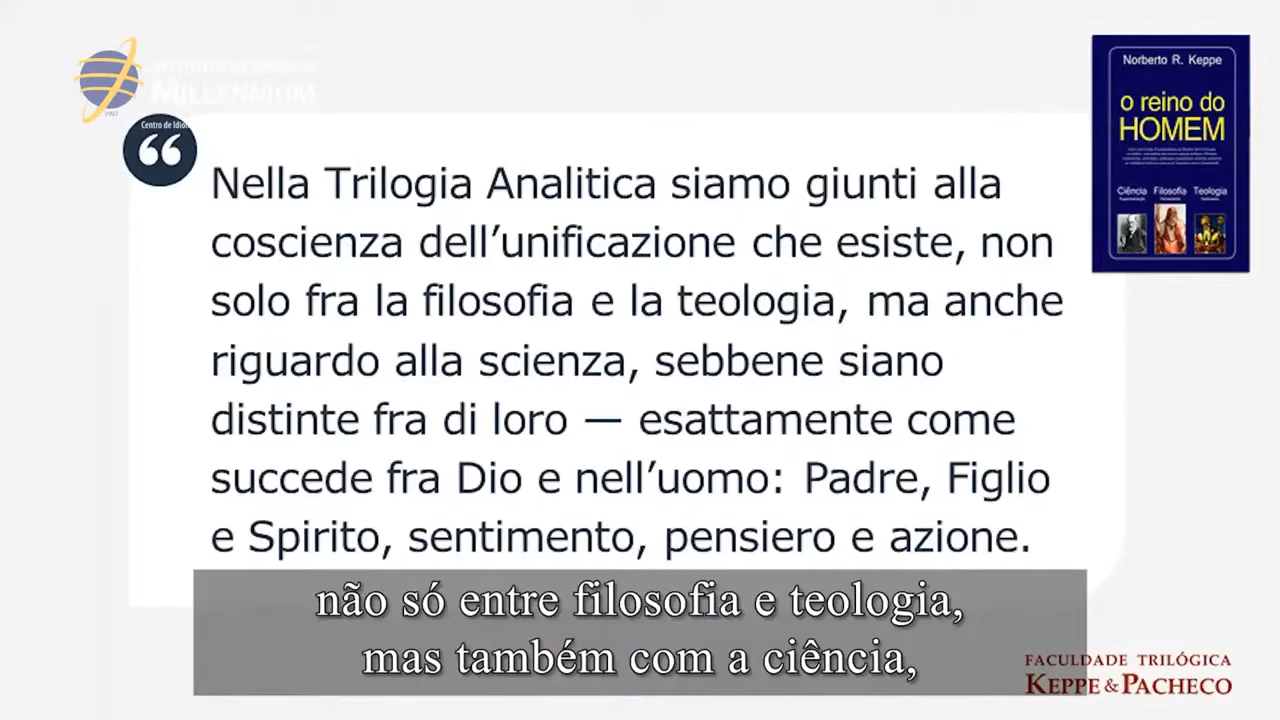 MILLENNIUM
1997
Centro de Idio
Norberto R. Keppe
o reino do
HOMEM
Ciência Filosofia Teologia
Nella Trilogia Analitica siamo giunti alla
coscienza dell’unificazione che esiste, non
solo fra la filosofia e la teologia, ma anche
riguardo alla scienza, sebbene siano
distinte fra di loro — esattamente come
succede fra Dio e nell’uomo: Padre, Figlio
e Spirito, sentimento, pensiero e azione.
não só entre filosofia e teologia,
mas também com a ciência,
FACULDADE TRILÓGICA
KEPPE & PACHECO